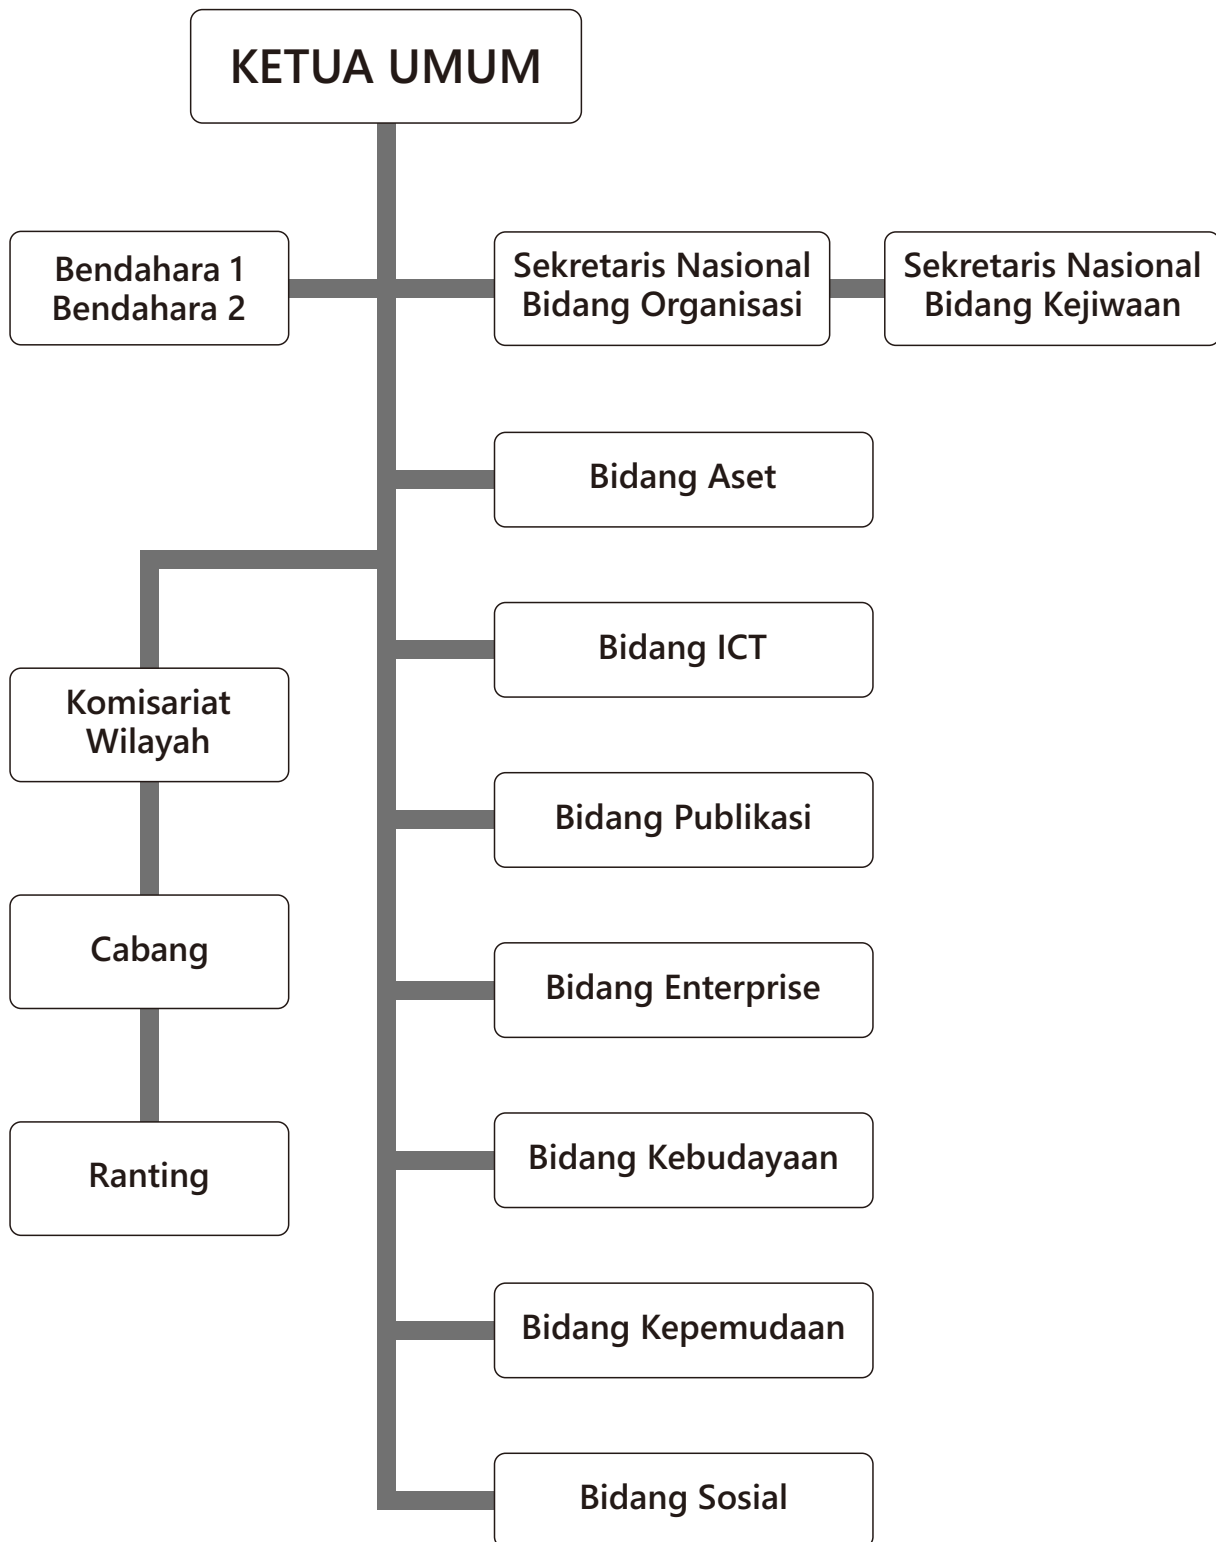 KETUA UMUM
Bendahara 1
Bendahara 2
Sekretaris Nasional
Bidang Organisasi
Sekretaris Nasional
Bidang Kejiwaan
Bidang Aset
Bidang ICT
Komisariat
Wilayah
Bidang Publikasi
Cabang
Bidang Enterprise
Ranting
Bidang Kebudayaan
Bidang Kepemudaan
Bidang Sosial